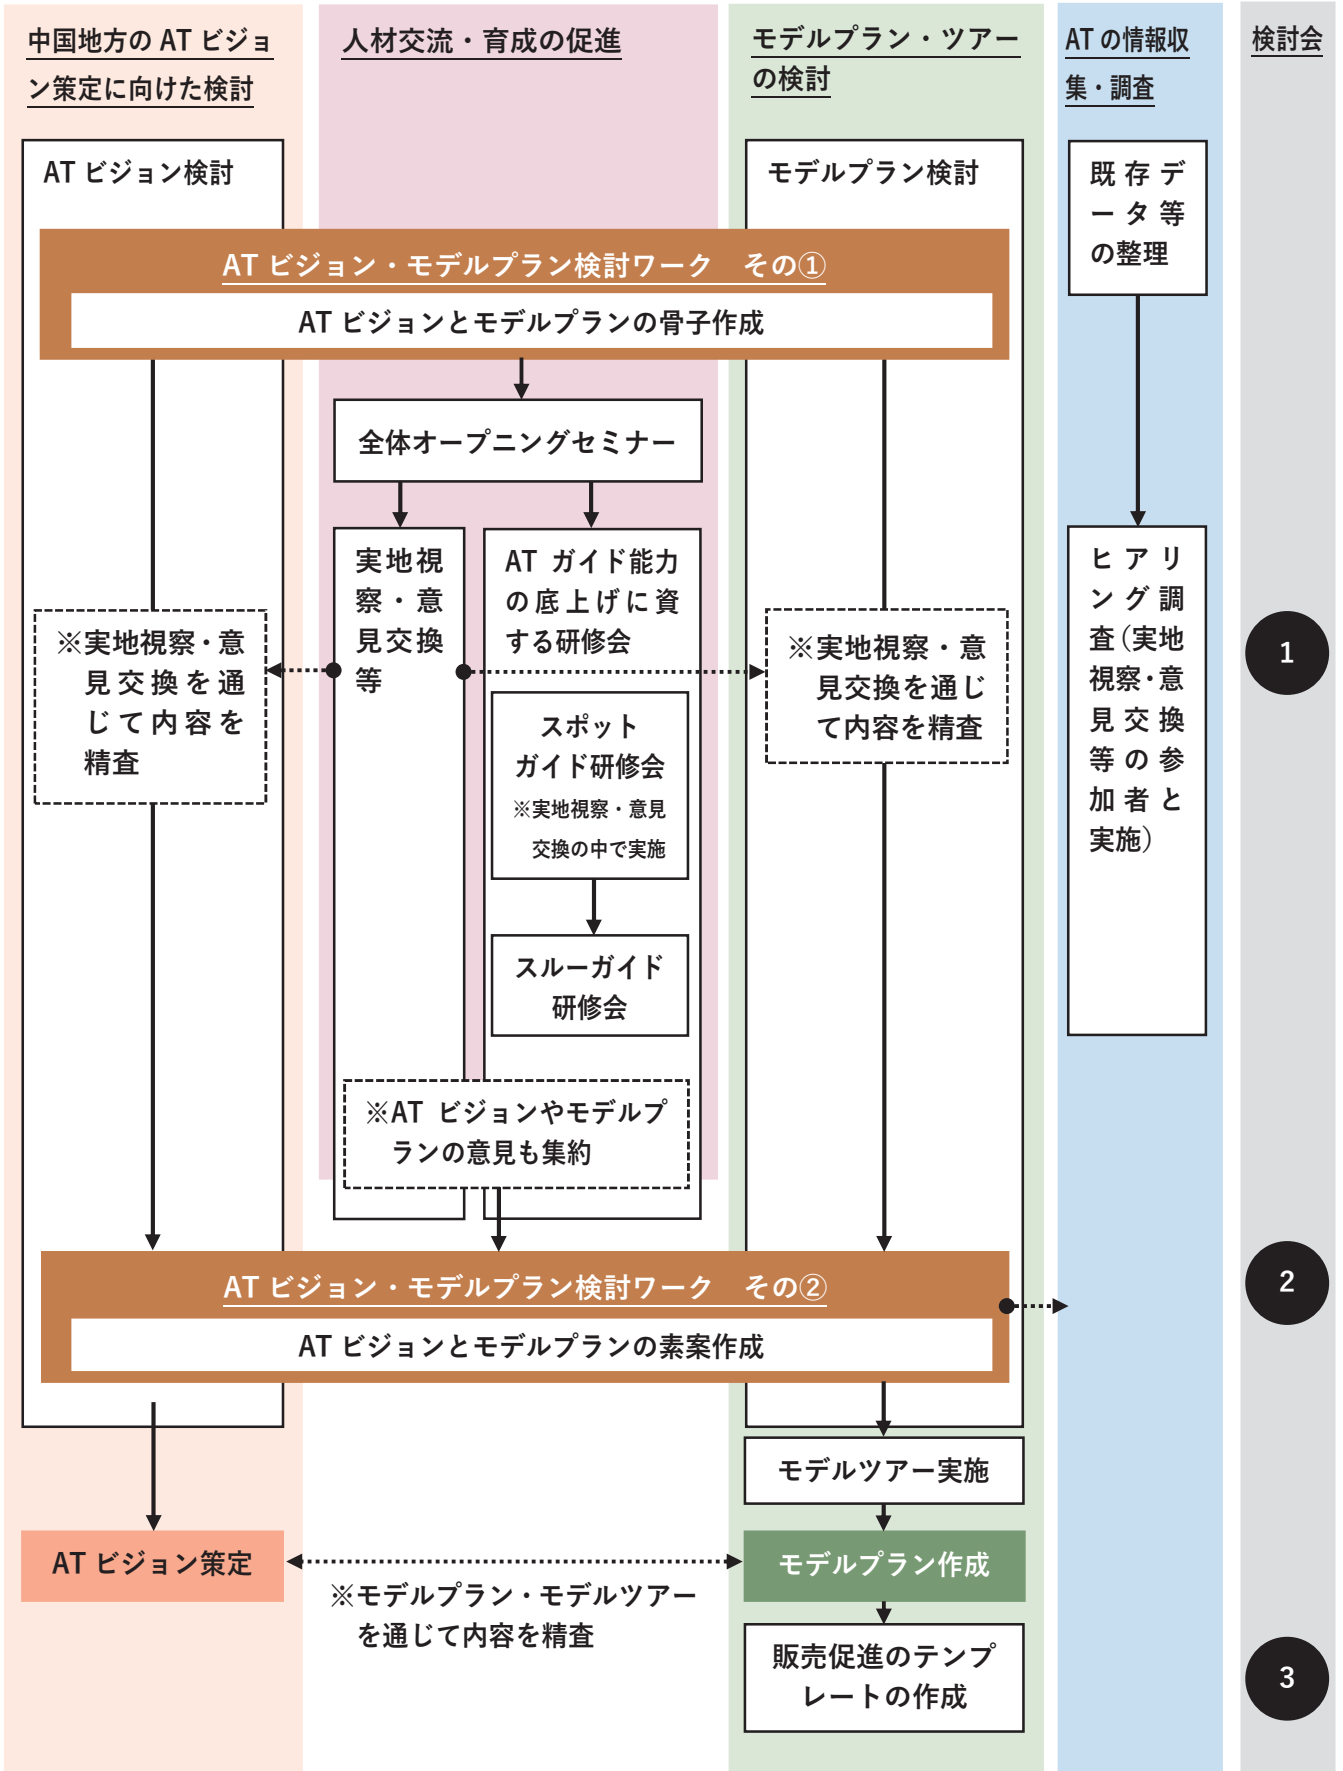 中国地方の AT ビジョ
ン策定に向けた検討
人材交流・育成の促進
モデルプラン・ツアー
の検討
AT の情報収
集・調査
検討会
AT ビジョン検討
モデルプラン検討
既存デ
ータ等
の整理
AT ビジョン・モデルプラン検討ワーク　その①
AT ビジョンとモデルプランの骨子作成
全体オープニングセミナー
実地視
察・意
見交換
等
AT ガイド能力
の底上げに資
する研修会
※実地視察・意
見交換を通
じて内容を
精査
※実地視察・意
見交換を通じ
て内容を精査
ヒアリ
ング調
査（実地
視察・意
見交換
等の参
加者と
実施）
1
スポット
ガイド研修会
※実地視察・意見
交換の中で実施
スルーガイド
研修会
※AT ビジョンやモデルプ
ランの意見も集約
AT ビジョン・モデルプラン検討ワーク　その②
AT ビジョンとモデルプランの素案作成
2
モデルツアー実施
AT ビジョン策定
モデルプラン作成
※モデルプラン・モデルツアー
を通じて内容を精査
販売促進のテンプ
レートの作成
3